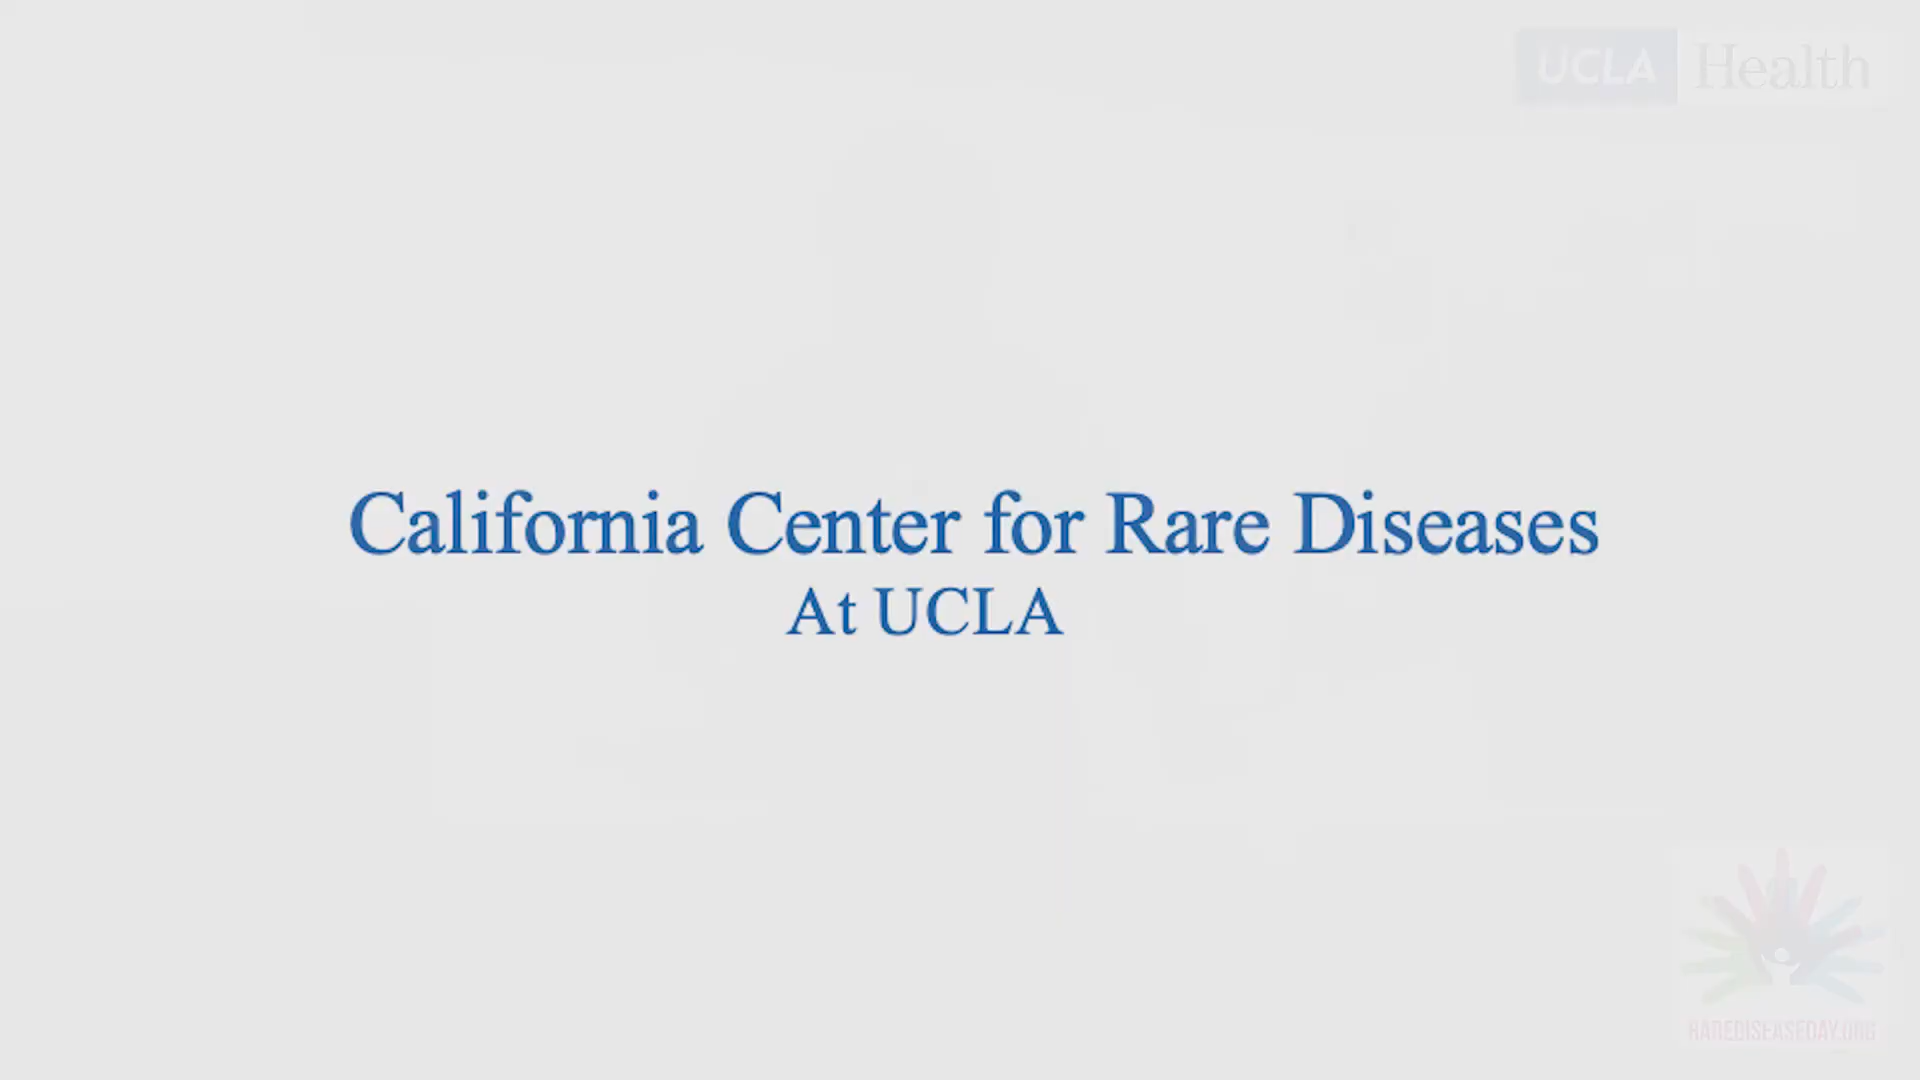 UCLA Health
California Center for Rare Diseases
At UCLA
RAREDISEASEDAY.ORG